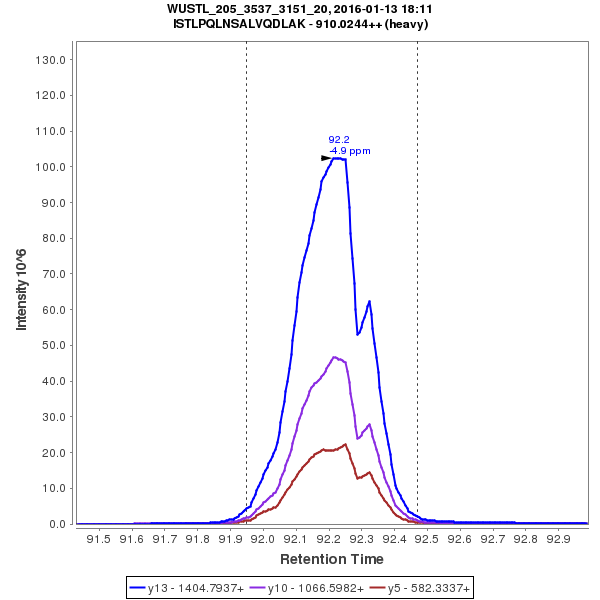 WUSTL_205_3537_3151_20, 2016-01-13 18:11
ISTLPQLNSALVQDLAK - 910.0244++ (heavy)
Intensity 10^6
130.0
120.0
110.0
100.0
90.0
80.0
70.0
60.0
50.0
40.0
30.0
20.0
10.0
0.0
92.2
-4.9 ppm
91.5 91.6 91.7 91.8 91.9 92.0 92.1 92.2 92.3 92.4 92.5 92.6 92.7 92.8 92.9
Retention Time
y13 - 1404.7937+ y10 - 1066.5982+ y5 - 582.3337+